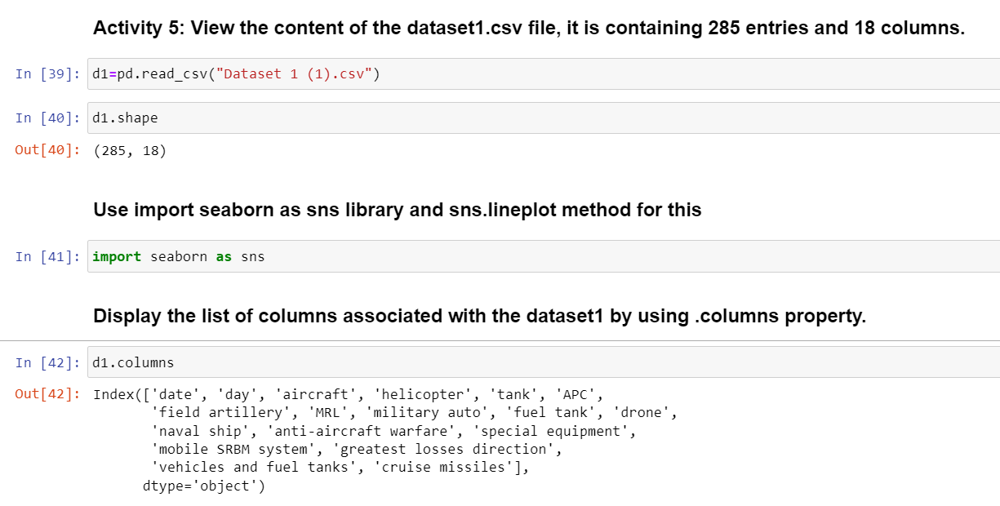 Activity 5: View the content of the dataset1.csv file, it is containing 285 entries and 18 columns.
In [39]: d1=pd.read_csv("Dataset 1 (1).csv")
In [40]: d1.shape
Out[40]: (285, 18)
Use import seaborn as sns library and sns.lineplot method for this
In [41]: import seaborn as sns
Display the list of columns associated with the dataset1 by using .columns property.
In [42]: d1.columns
Out[42]: Index(['date', 'day', 'aircraft', 'helicopter', 'tank', 'APC',
'field artillery', 'MRL', 'military auto', 'fuel tank', 'drone',
'naval ship', 'anti-aircraft warfare', 'special equipment',
'mobile SRBM system', 'greatest losses direction',
'vehicles and fuel tanks', 'cruise missiles'],
dtype='object')